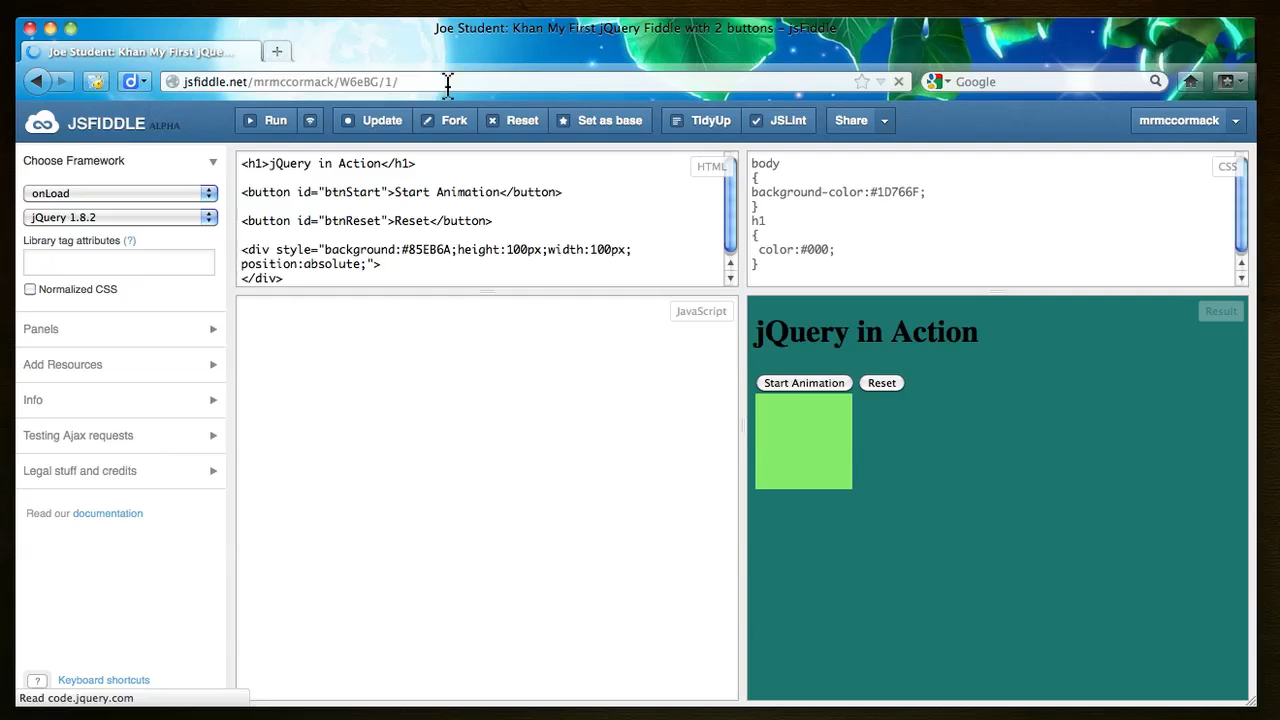 Joe Student: Khan My First jQuery Fiddle with 2 buttons – jsFiddle
Joe Student: Khan My First jQue...
jsfiddle.net/mrmccormack/W6eBG/1/
Google
JSFIDDLE ALPHA
Run
Update
Fork
Reset
Set as base
TidyUp
JSLint
Share
mrmccormack
Choose Framework
onLoad
jQuery 1.8.2
Library tag attributes (?)
Normalized CSS
Panels
Add Resources
Info
Testing Ajax requests
Legal stuff and credits
Read our documentation
? Keyboard shortcuts
Read code.jquery.com
HTML
<h1>jQuery in Action</h1>
<button id="btnStart">Start Animation</button>
<button id="btnReset">Reset</button>
<div style="background:#85EB6A;height:100px;width:100px;
position:absolute;">
</div>
CSS
body
{
background-color:#1D766F;
}
h1
{
color:#000;
}
JavaScript
Result
jQuery in Action
Start Animation
Reset